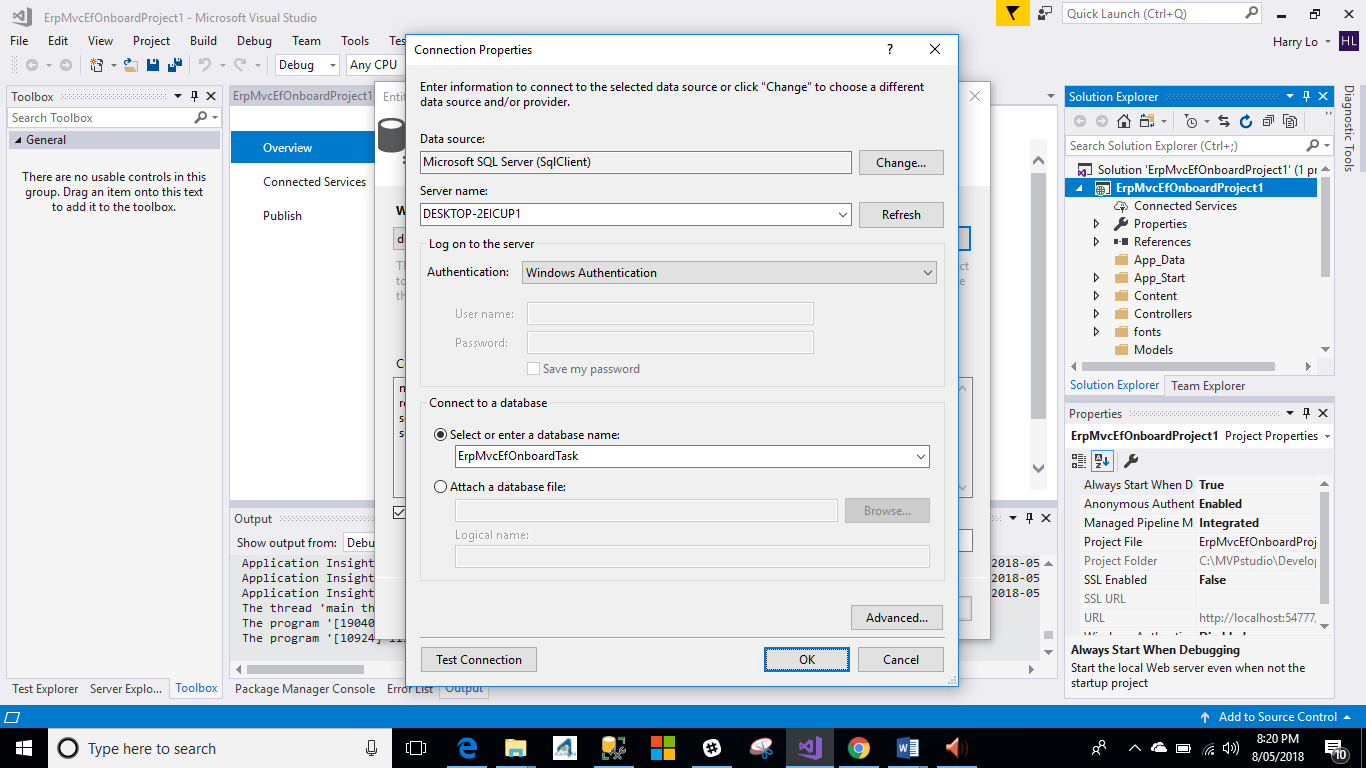 ErpMvcEfOnboardProject1 - Microsoft Visual Studio
Quick Launch (Ctrl+Q)
File Edit View Project Build Debug Team Tools
Harry Lo HL
Debug Any CPU
Connection Properties
?
Enter information to connect to the selected data source or click "Change" to choose a different
data source and/or provider.
Data source:
Microsoft SQL Server (SqlClient)
Change...
Server name:
DESKTOP-2EICUP1
Refresh
Log on to the server
Authentication: Windows Authentication
User name:
Password:
Save my password
Connect to a database
Select or enter a database name:
ErpMvcEfOnboardTask
Attach a database file:
Browse...
Logical name:
Advanced...
Test Connection
OK
Cancel
Toolbox
Search Toolbox
General
There are no usable controls in this
group. Drag an item onto this text
to add it to the toolbox.
ErpMvcEfOnboardProject1
Overview
Connected Services
Publish
Output
Show output from: Debu
Application Insight
Application Insight
Application Insight
The thread 'main th
The program '[19040
The program '[10924]
2018-05
2018-05
2018-05
Test Explorer Server Explo... Toolbox
Package Manager Console Error List Output
Solution Explorer
Search Solution Explorer (Ctrl+;)
Solution 'ErpMvcEfOnboardProject1' (1 pr
ErpMvcEfOnboardProject1
Connected Services
Properties
References
App_Data
App_Start
Content
Controllers
fonts
Models
Solution Explorer Team Explorer
Diagnostic Tools
Properties
ErpMvcEfOnboardProject1 Project Properties
Always Start When D True
Anonymous Authent Enabled
Managed Pipeline M Integrated
Project File ErpMvcEfOnboardProj
Project Folder C:\MVPstudio\Develop
SSL Enabled False
SSL URL
URL http://localhost:54777/
Always Start When Debugging
Start the local Web server even when not the
startup project
Add to Source Control
Type here to search
8:20 PM
8/05/2018
10